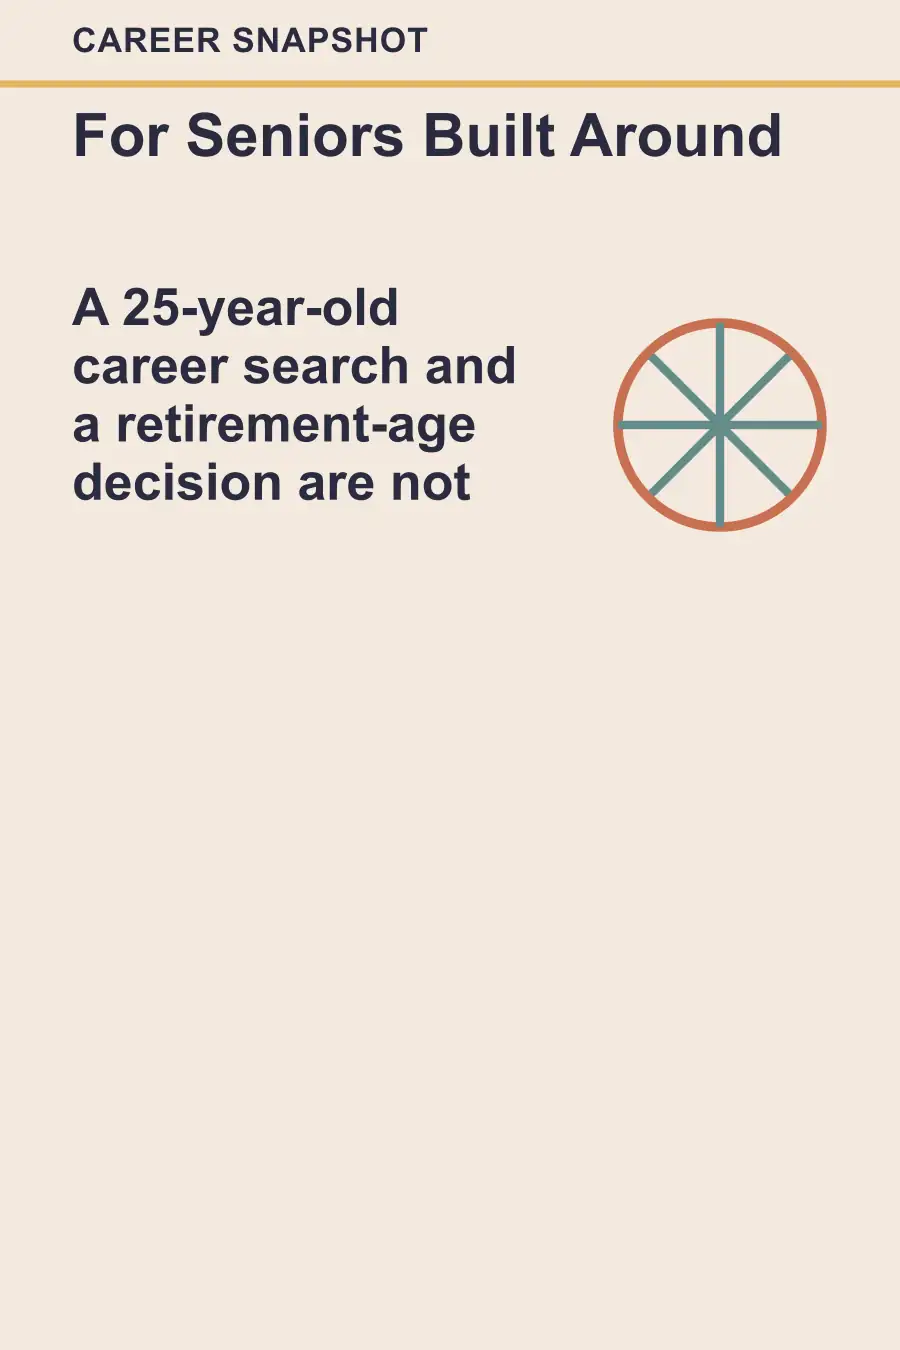 CAREER SNAPSHOT
For Seniors Built Around
A 25-year-old
career search and
a retirement-age
decision are not